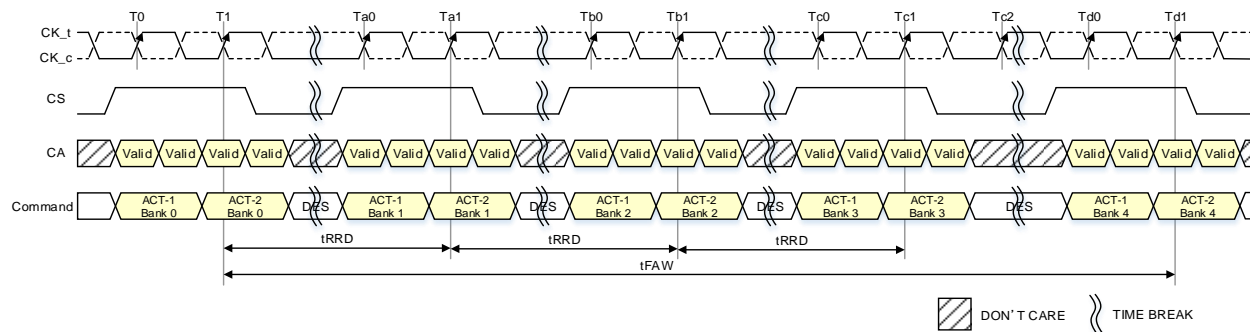 T0 T1 Ta0 Ta1 Tb0 Tb1 Tc0 Tc1 Tc2 Td0 Td1
CK_t
CK_c
CS
CA Valid Valid Valid Valid Valid Valid Valid Valid Valid Valid Valid Valid Valid Valid Valid Valid Valid Valid Valid Valid
Command ACT-1 Bank 0 ACT-2 Bank 0 DES ACT-1 Bank 1 ACT-2 Bank 1 DES ACT-1 Bank 2 ACT-2 Bank 2 DES ACT-1 Bank 3 ACT-2 Bank 3 DES ACT-1 Bank 4 ACT-2 Bank 4
tRRD tRRD tRRD
tFAW
DON'T CARE TIME BREAK